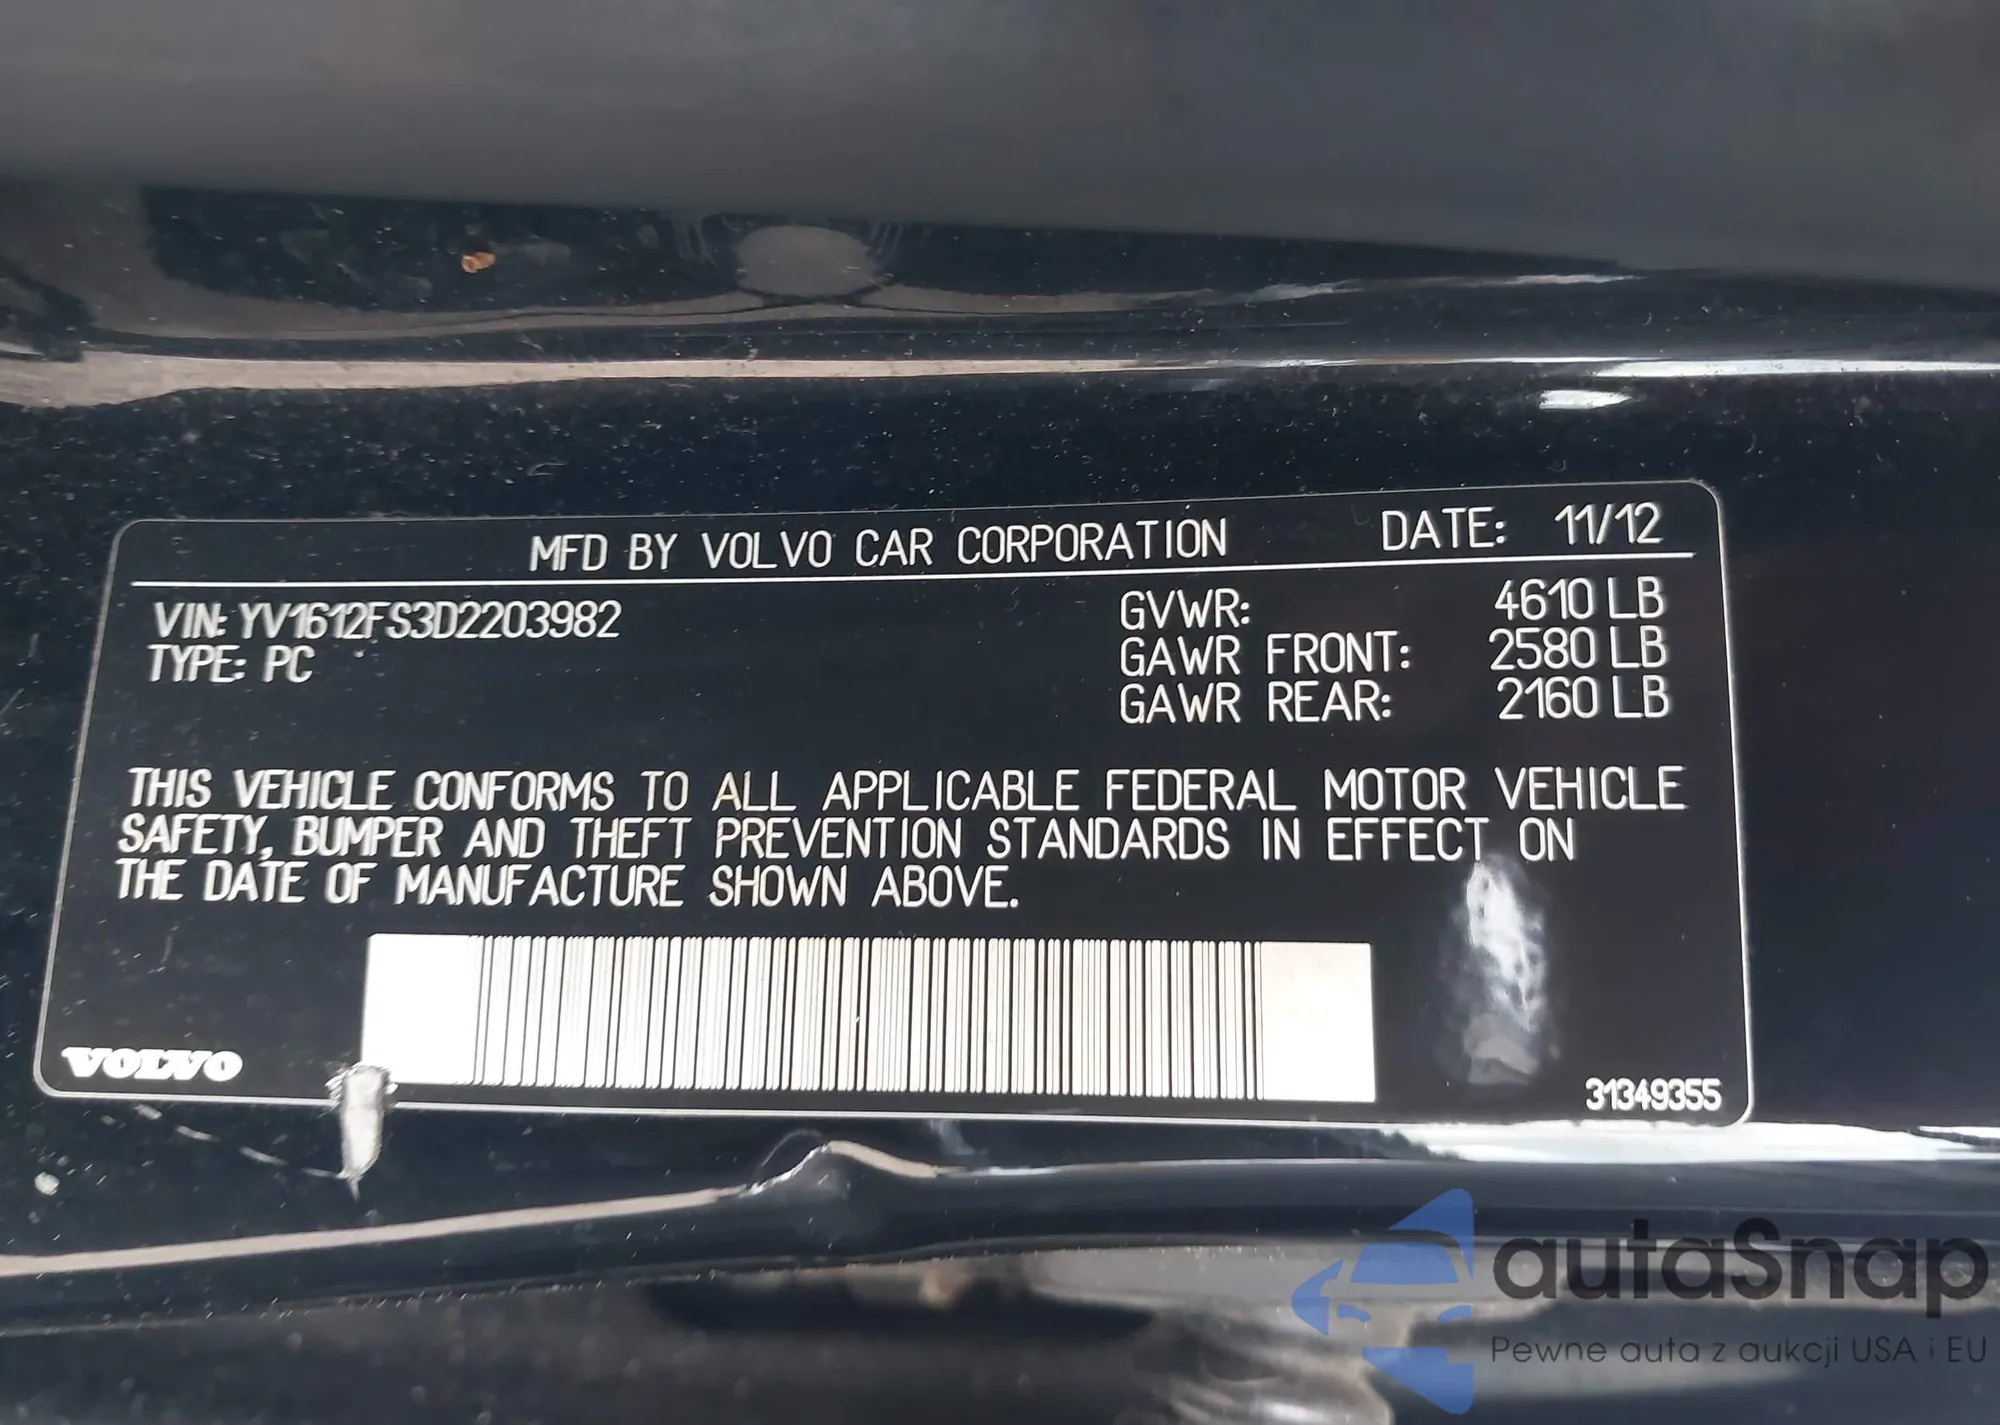 MFD BY VOLVO CAR CORPORATION DATE: 11/12
VIN: YV1612FS3D2203982 GVWR: 4610 LB
TYPE: PC GAWR FRONT: 2580 LB
GAWR REAR: 2160 LB
THIS VEHICLE CONFORMS TO ALL APPLICABLE FEDERAL MOTOR VEHICLE
SAFETY, BUMPER AND THEFT PREVENTION STANDARDS IN EFFECT ON
THE DATE OF MANUFACTURE SHOWN ABOVE.
VOLVO
31349355
autaSnap
Pewne auta z aukcji USA i EU